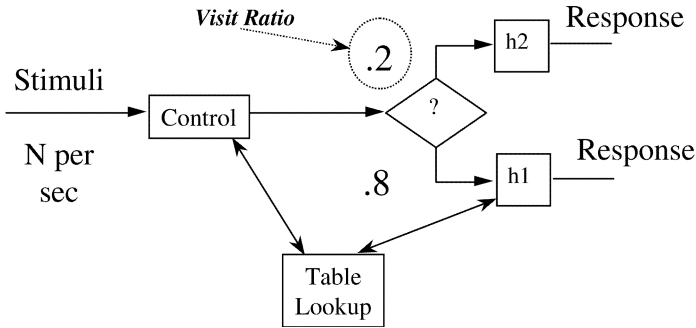 Visit Ratio
Response
.2
h2
Stimuli
?
Control
N per
sec
Response
.8
h1
Table
Lookup